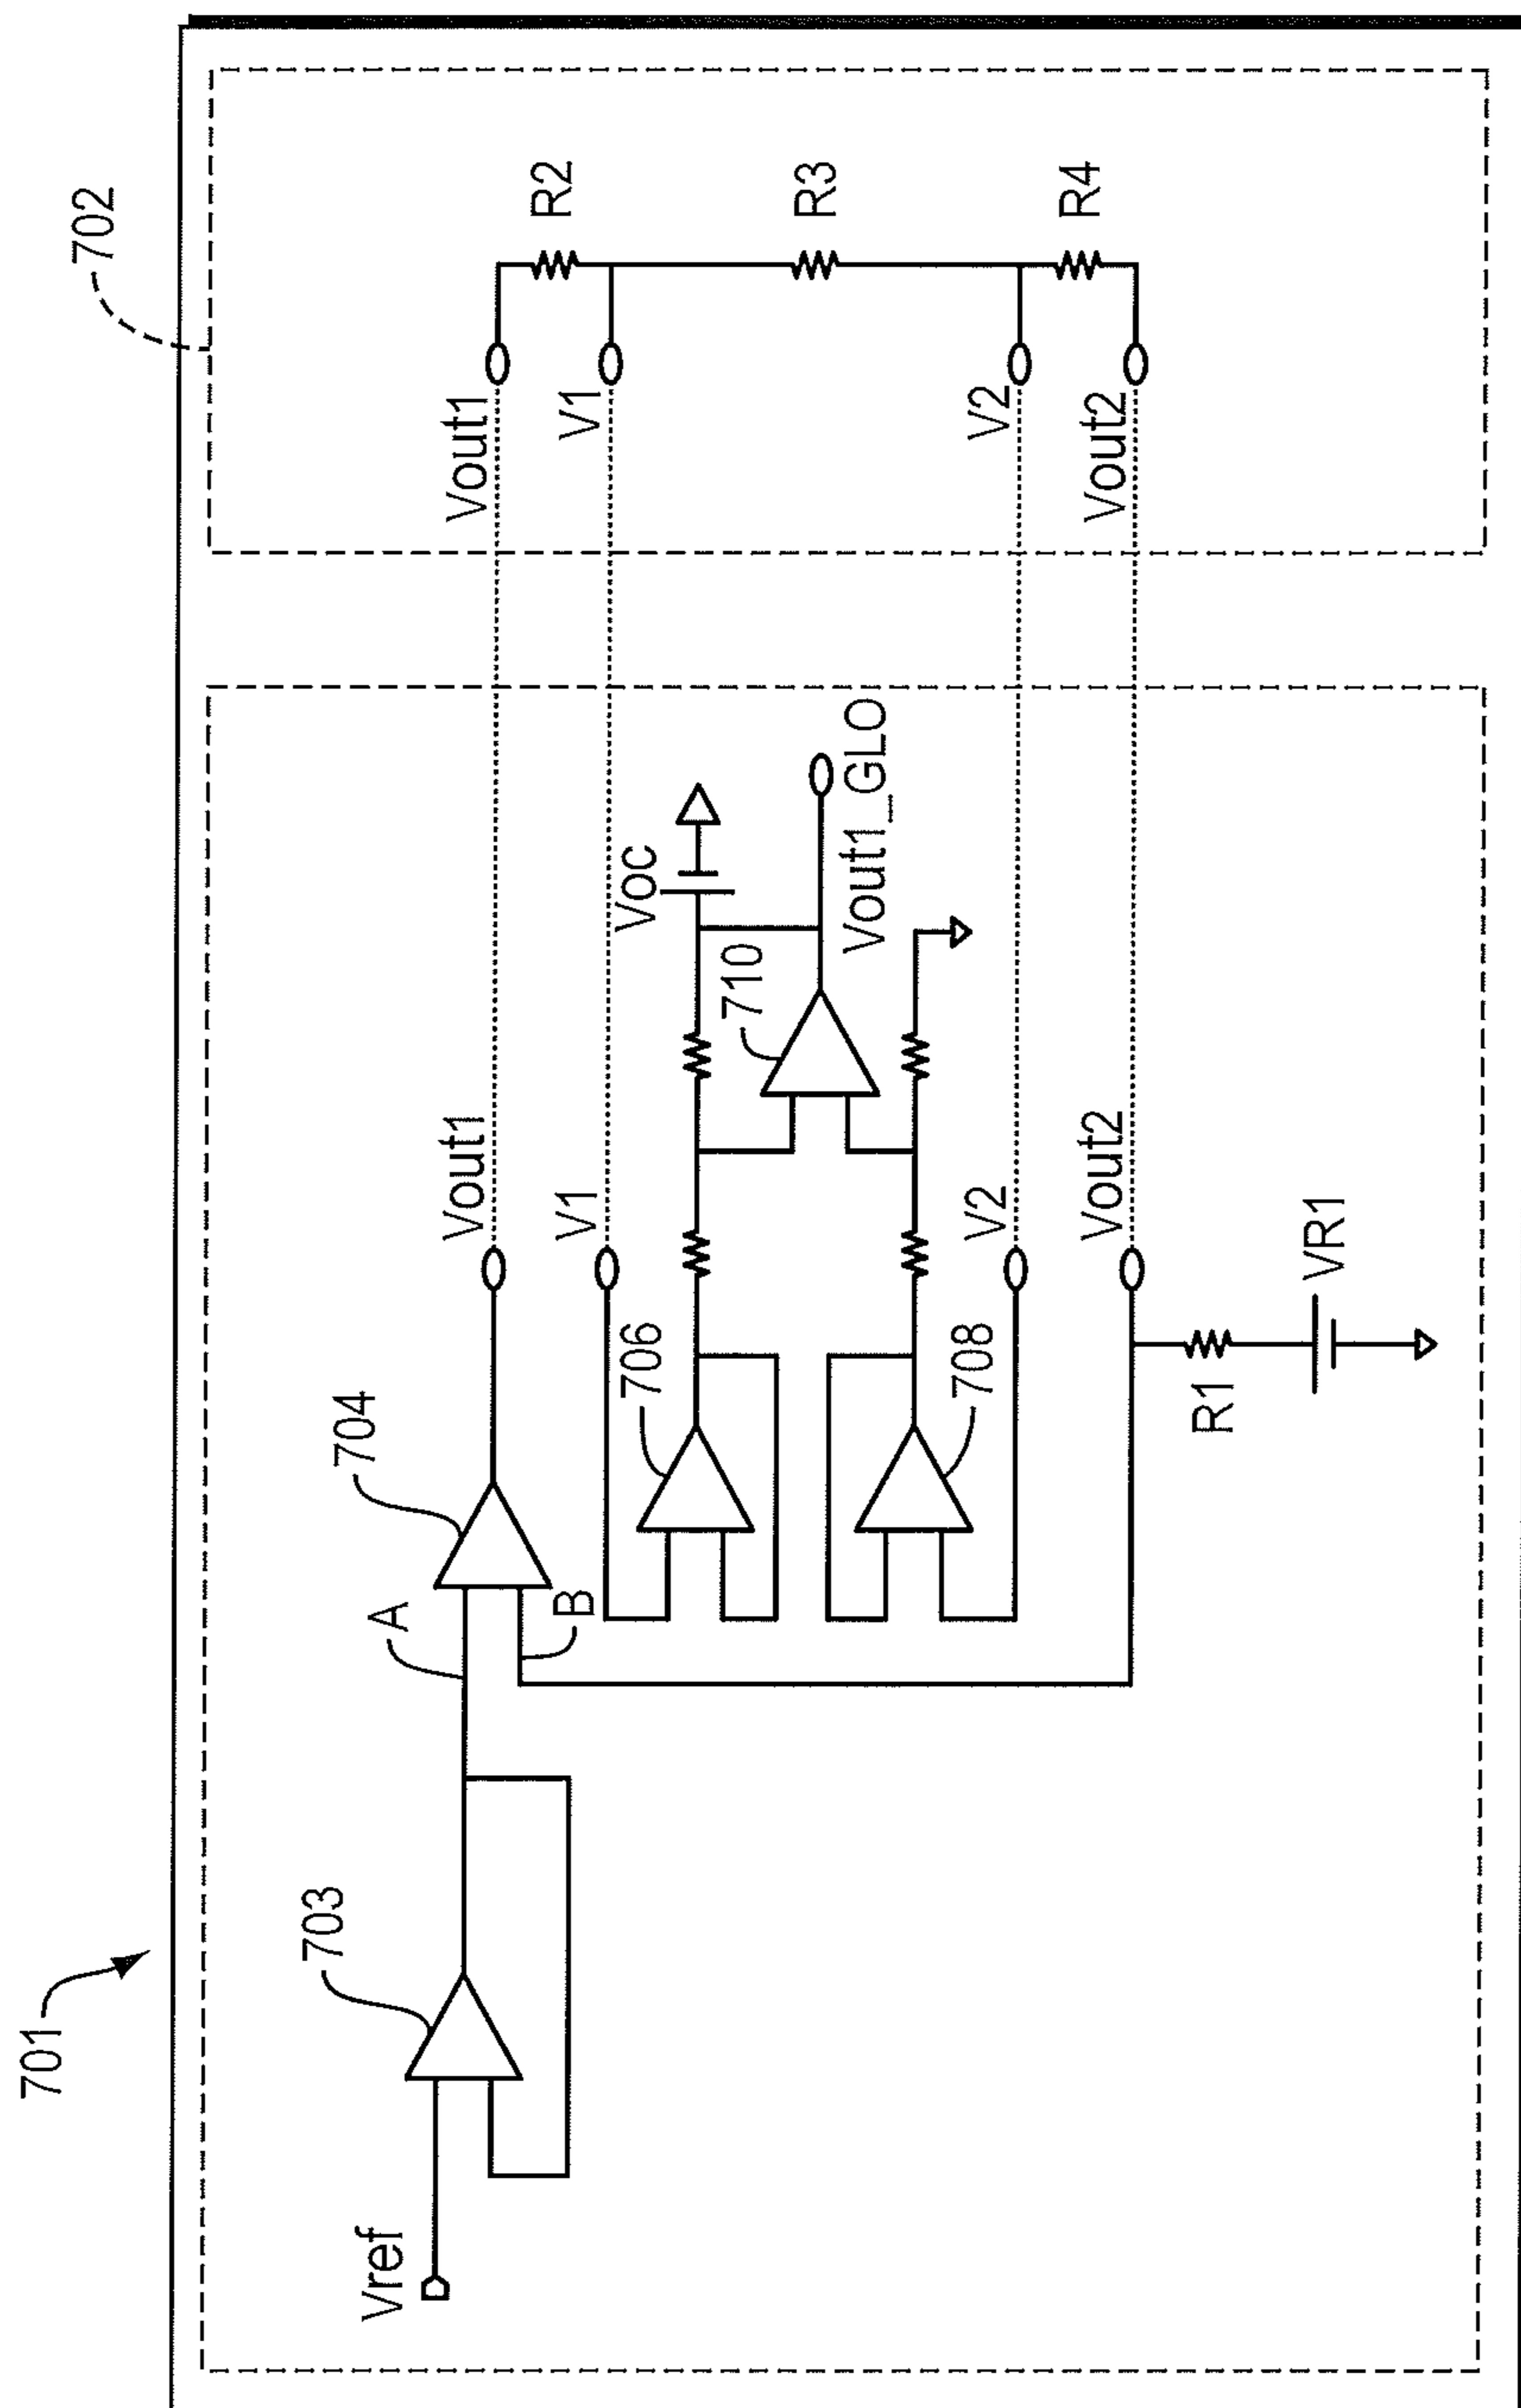 701
702
Vref
703
A
B
704
Vout1
V1
706
708
V2
Vout2
R1
VR1
710
Voc
Vout1_GLO
Vout1
V1
V2
Vout2
R2
R3
R4